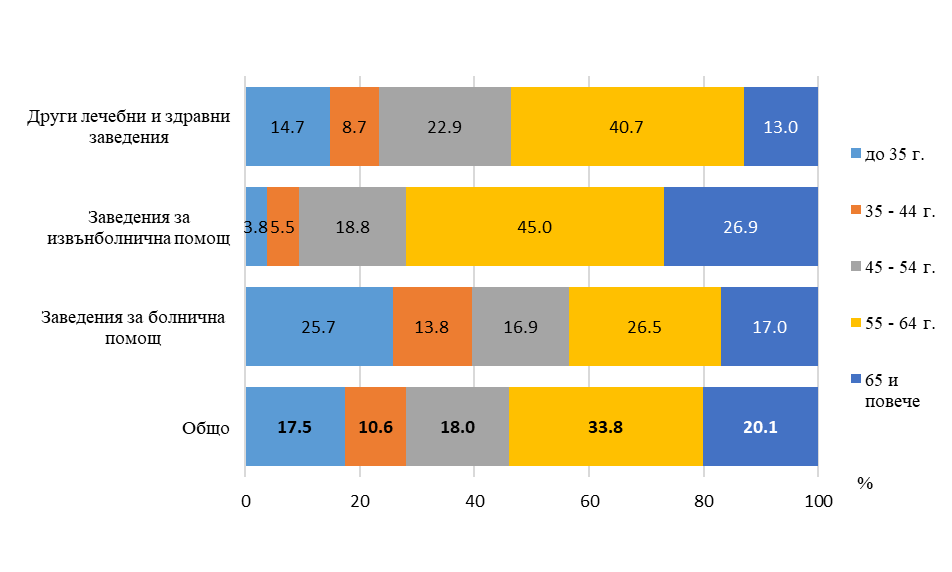 Други лечебни и здравни
заведения
14.7 8.7 22.9 40.7 13.0
Заведения за
извънболнична помощ
3.8 5.5 18.8 45.0 26.9
Заведения за болнична
помощ
25.7 13.8 16.9 26.5 17.0
Общо
17.5 10.6 18.0 33.8 20.1
0 20 40 60 80 100
%
до 35 г.
35 - 44 г.
45 - 54 г.
55 - 64 г.
65 и
повече